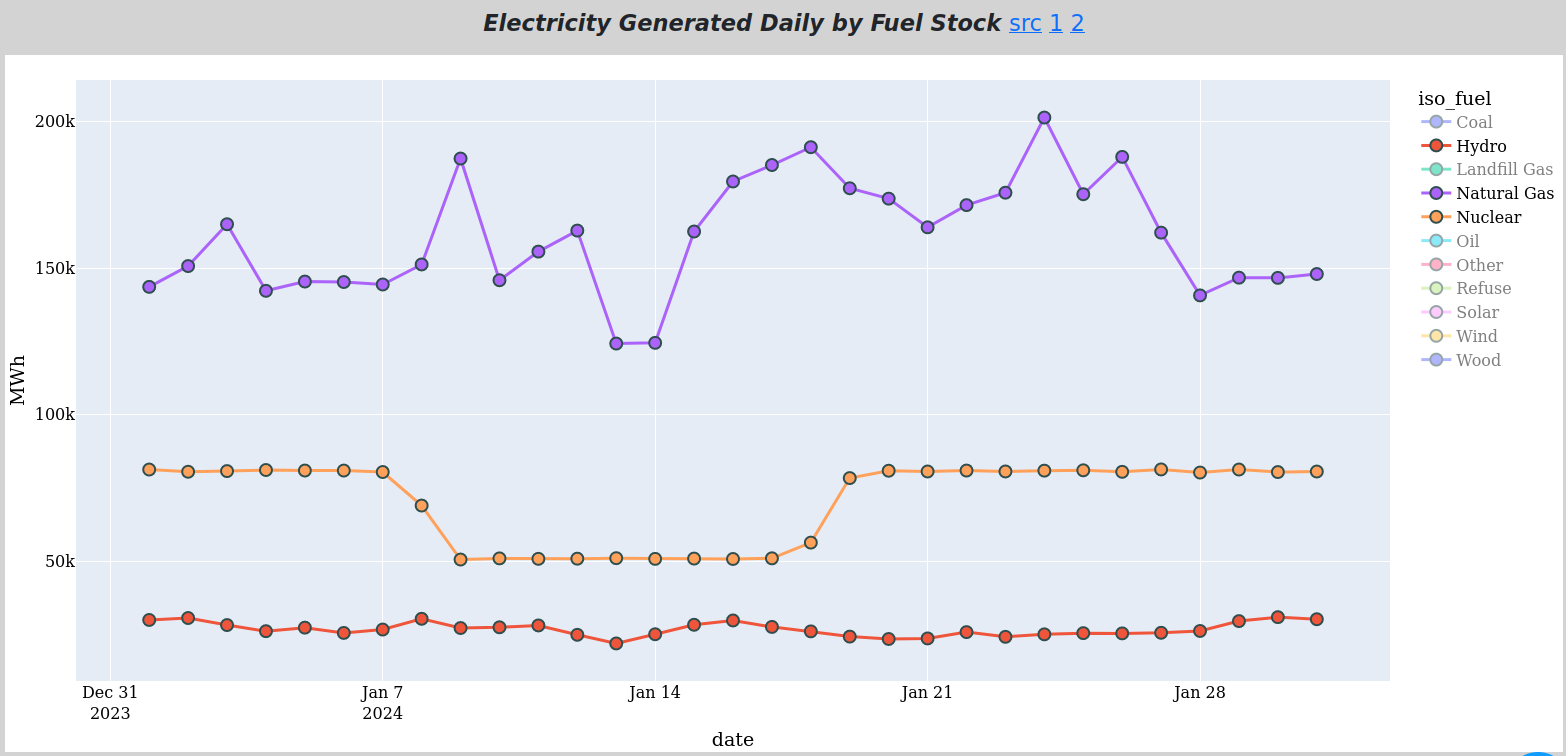 Electricity Generated Daily by Fuel Stock src 1 2
iso_fuel
Coal
Hydro
Landfill Gas
Natural Gas
Nuclear
Oil
Other
Refuse
Solar
Wind
Wood
200k
150k
100k
50k
MWh
Dec 31 Jan 7 Jan 14 Jan 21 Jan 28
2023 2024
date